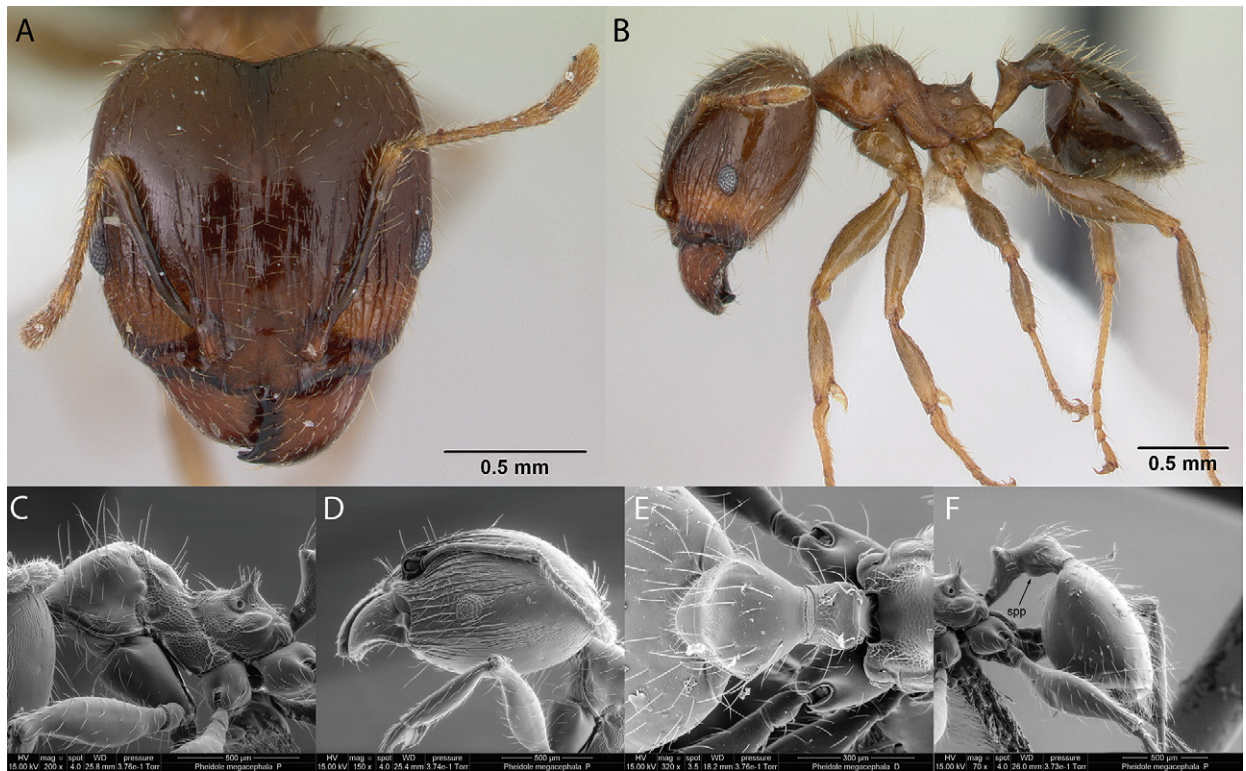 A
B
0.5 mm
0.5 mm
C
D
E
F
spp
HV mag spot WD pressure 500 µm
15.00 kV 200 x 4.0 25.8 mm 3.76e-1 Torr Pheidole megacephala P
HV mag spot WD pressure 500 µm
15.00 kV 150 x 4.0 25.4 mm 3.74e-1 Torr Pheidole megacephala P
HV mag spot WD pressure 300 µm
15.00 kV 320 x 3.5 18.2 mm 3.76e-1 Torr Pheidole megacephala D
HV mag spot WD pressure 500 µm
15.00 kV 70 x 4.0 26.0 mm 3.73e-1 Torr Pheidole megacephala P